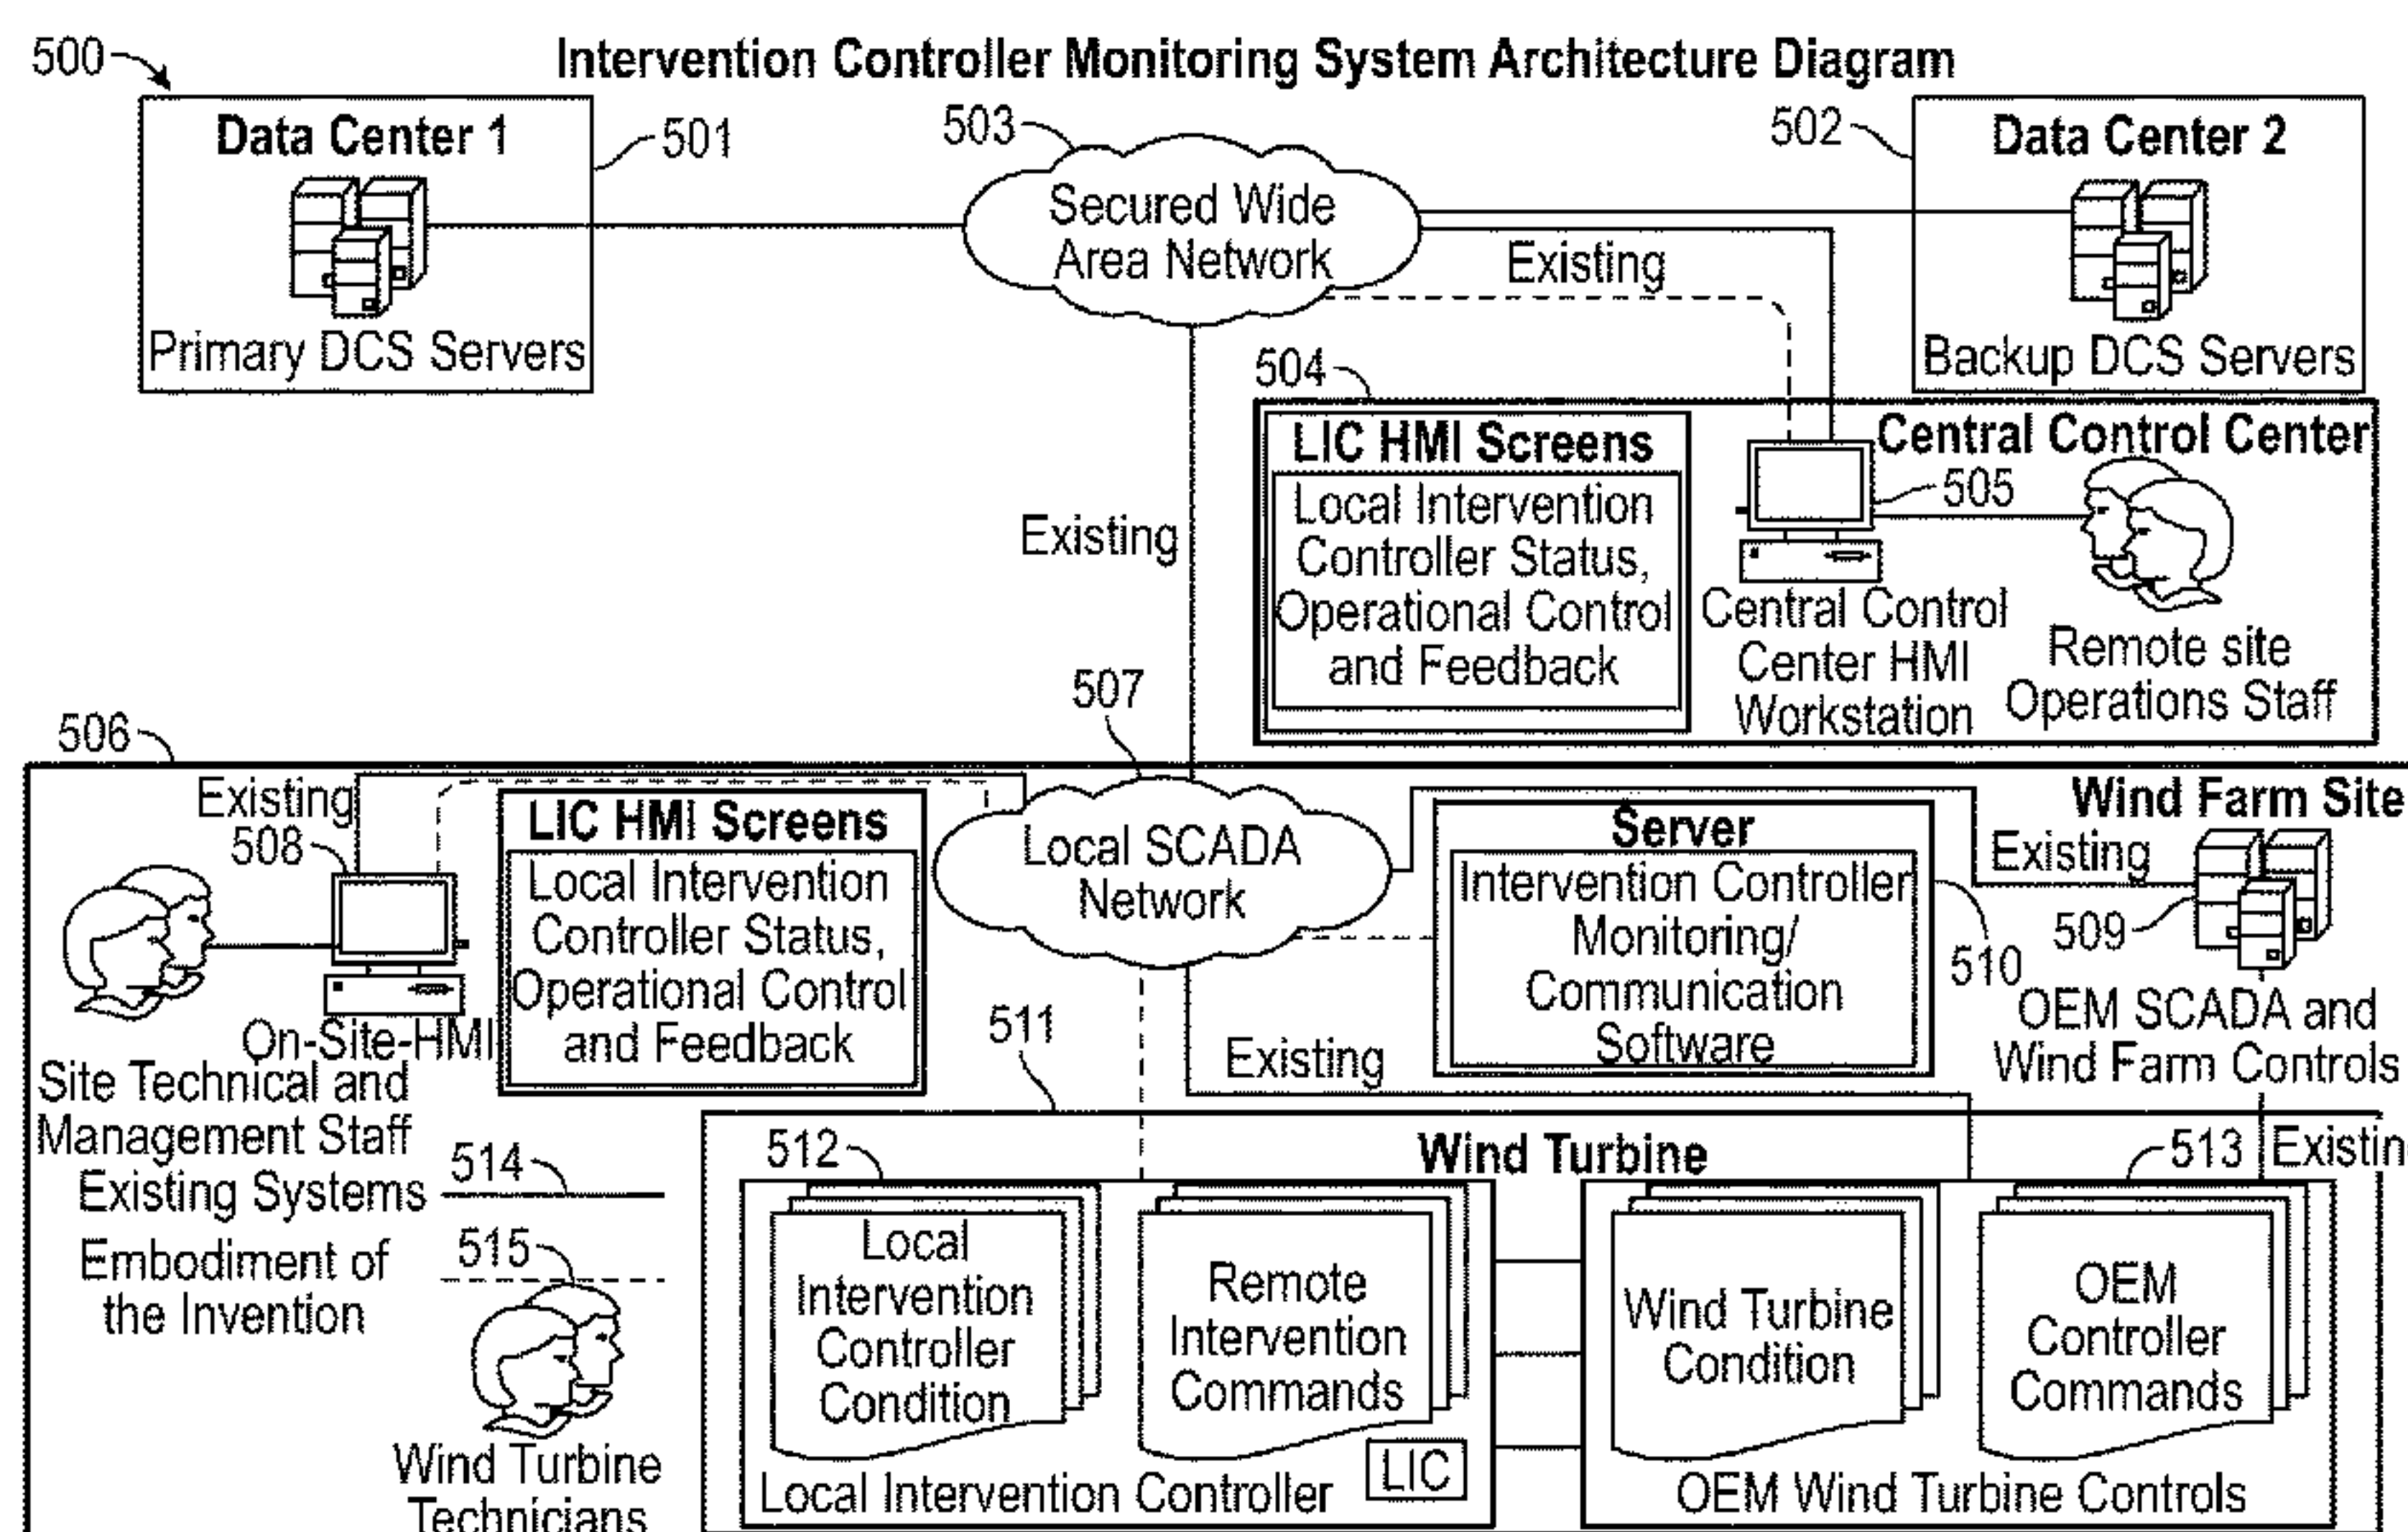 500
Intervention Controller Monitoring System Architecture Diagram
Data Center 1
501
Primary DCS Servers
503
Secured Wide
Area Network
502
Data Center 2
Backup DCS Servers
Existing
Existing
504
LIC HMI Screens
Local Intervention
Controller Status,
Operational Control
and Feedback
Central Control Center
505
Central Control
Center HMI
Workstation
Remote site
Operations Staff
506
507
Wind Farm Site
Existing
508
On-Site-HMI
Site Technical and
Management Staff
LIC HMI Screens
Local Intervention
Controller Status,
Operational Control
and Feedback
Local SCADA
Network
Server
Intervention Controller
Monitoring/
Communication
Software
510
Existing
509
OEM SCADA and
Wind Farm Controls
511
Existing
Existing Systems
514
Embodiment of
the Invention
515
Wind Turbine
Technicians
Wind Turbine
512
Local
Intervention
Controller
Condition
Remote
Intervention
Commands
LIC
Local Intervention Controller
513
Existin
Wind Turbine
Condition
OEM
Controller
Commands
OEM Wind Turbine Controls